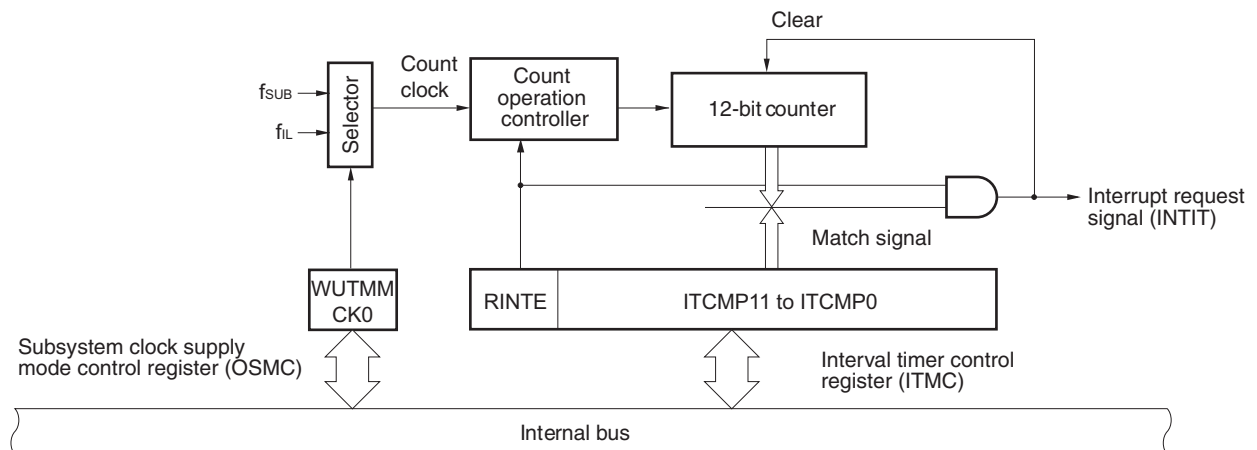 Clear
Count
clock
Count
operation
controller
12-bit counter
fSUB
fIL
Selector
Interrupt request
signal (INTIT)
Match signal
WUTMM
CK0
RINTE
ITCMP11 to ITCMP0
Subsystem clock supply
mode control register (OSMC)
Interval timer control
register (ITMC)
Internal bus